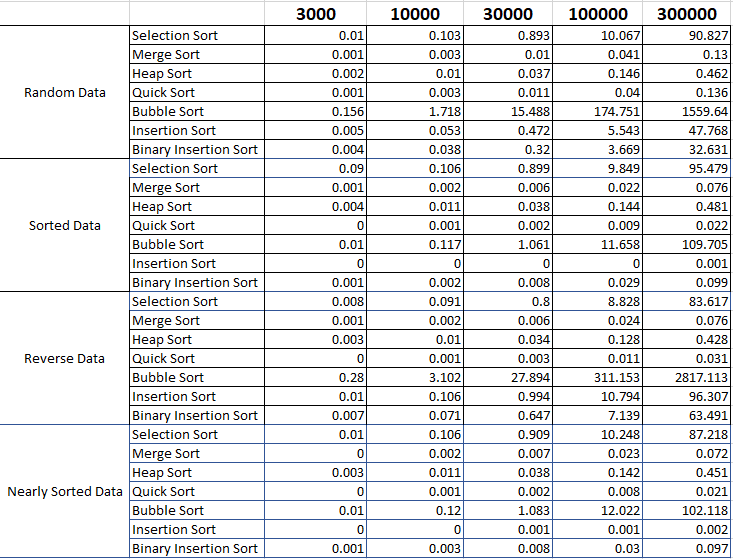 3000 10000 30000 100000 300000
Random Data
Selection Sort 0.01 0.103 0.893 10.067 90.827
Merge Sort 0.001 0.003 0.01 0.041 0.13
Heap Sort 0.002 0.01 0.037 0.146 0.462
Quick Sort 0.001 0.003 0.011 0.04 0.136
Bubble Sort 0.156 1.718 15.488 174.751 1559.64
Insertion Sort 0.005 0.053 0.472 5.543 47.768
Binary Insertion Sort 0.004 0.038 0.32 3.669 32.631
Sorted Data
Selection Sort 0.09 0.106 0.899 9.849 95.479
Merge Sort 0.001 0.002 0.006 0.022 0.076
Heap Sort 0.004 0.011 0.038 0.144 0.481
Quick Sort 0 0.001 0.002 0.009 0.022
Bubble Sort 0.01 0.117 1.061 11.658 109.705
Insertion Sort 0 0 0 0 0.001
Binary Insertion Sort 0.001 0.002 0.008 0.029 0.099
Reverse Data
Selection Sort 0.008 0.091 0.8 8.828 83.617
Merge Sort 0.001 0.002 0.006 0.024 0.076
Heap Sort 0.003 0.01 0.034 0.128 0.428
Quick Sort 0 0.001 0.003 0.011 0.031
Bubble Sort 0.28 3.102 27.894 311.153 2817.113
Insertion Sort 0.01 0.106 0.994 10.794 96.307
Binary Insertion Sort 0.007 0.071 0.647 7.139 63.491
Nearly Sorted Data
Selection Sort 0.01 0.106 0.909 10.248 87.218
Merge Sort 0 0.002 0.007 0.023 0.072
Heap Sort 0.003 0.011 0.038 0.142 0.451
Quick Sort 0 0.001 0.002 0.008 0.021
Bubble Sort 0.01 0.12 1.083 12.022 102.118
Insertion Sort 0 0 0.001 0.001 0.002
Binary Insertion Sort 0.001 0.003 0.008 0.03 0.097